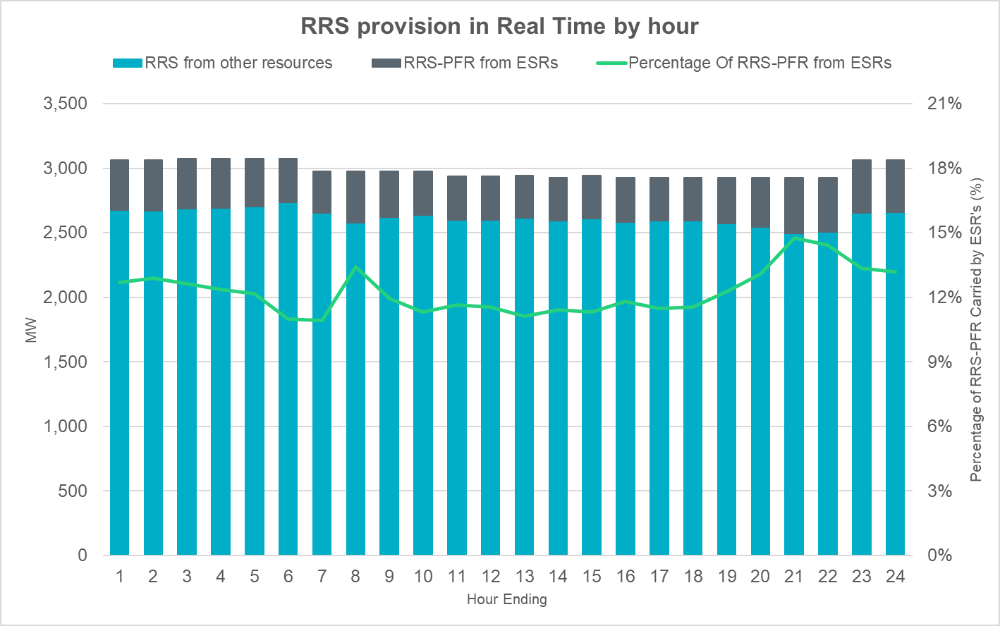 RRS provision in Real Time by hour
RRS from other resources RRS-PFR from ESRs Percentage Of RRS-PFR from ESRs
3,500 21%
3,000 18%
2,500 15%
2,000 12%
1,500 9%
1,000 6%
500 3%
0 0%
MW
Percentage of RRS-PFR Carried by ESR's (%)
1 2 3 4 5 6 7 8 9 10 11 12 13 14 15 16 17 18 19 20 21 22 23 24
Hour Ending